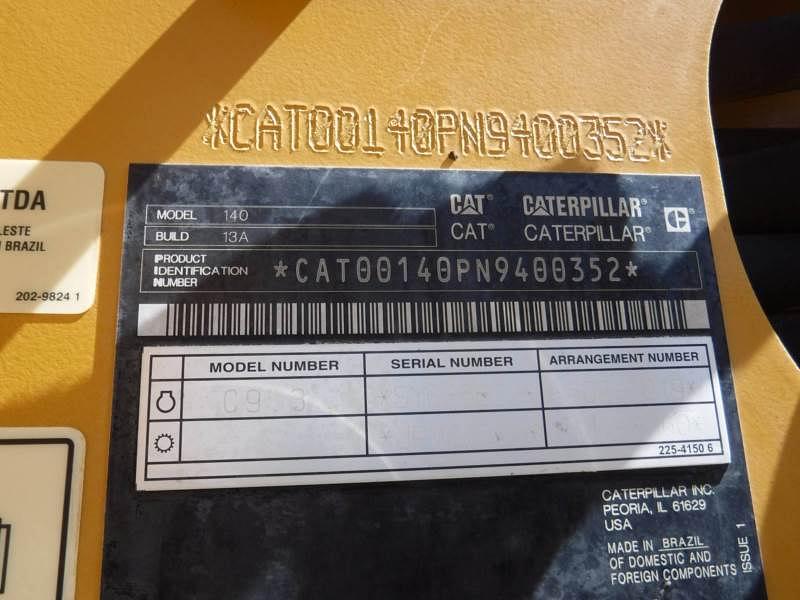 *CAT00140PN9400352*
TDA
LESTE
BRAZIL
202-9824 1
MODEL 140
BUILD 13A
CAT® CATERPILLAR®
CAT® CATERPILLAR®
PRODUCT
IDENTIFICATION
NUMBER
*CAT00140PN9400352*
MODEL NUMBER SERIAL NUMBER ARRANGEMENT NUMBER
C9.3
225-4150 6
CATERPILLAR INC.
PEORIA, IL 61629
USA
MADE IN BRAZIL
OF DOMESTIC AND
FOREIGN COMPONENTS
ISSUE 1